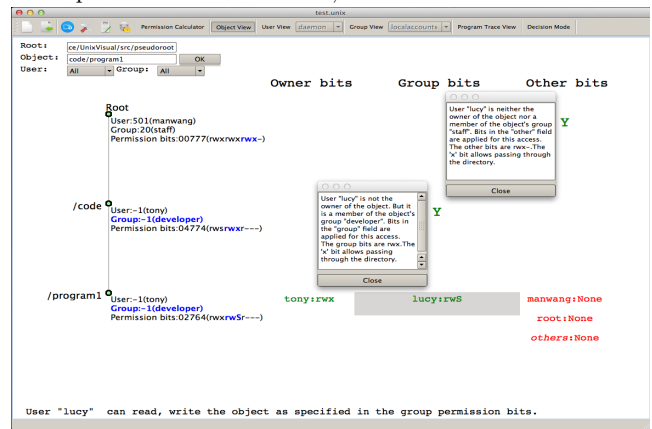 test.unix
Permission Calculator Object View User View daemon Group View localaccounts Program Trace View Decision Mode
Root: ce/UnixVisual/src/pseudoroot
Object: code/program1 OK
User: All Group: All
Owner bits Group bits Other bits
Root
User:501(manwang)
Group:20(staff)
Permission bits:00777(rwxrwxrwx-)
User "lucy" is neither the
owner of the object nor a
member of the object's group
"staff". Bits in the "other" field
are applied for this access.
The other bits are rwx-.The
'x' bit allows passing through
the directory.
Close
Y
/code
User:-1(tony)
Group:-1(developer)
Permission bits:04774(rwsrwxr---)
User "lucy" is not the
owner of the object. But it
is a member of the object's
group "developer". Bits in
the "group" field are
applied for this access.
The group bits are rwx.The
'x' bit allows passing
through the directory.
Close
Y
/program1
User:-1(tony)
Group:-1(developer)
Permission bits:02764(rwxrwSr---)
tony:rwx lucy:rwS manwang:None
root:None
others:None
User "lucy" can read, write the object as specified in the group permission bits.